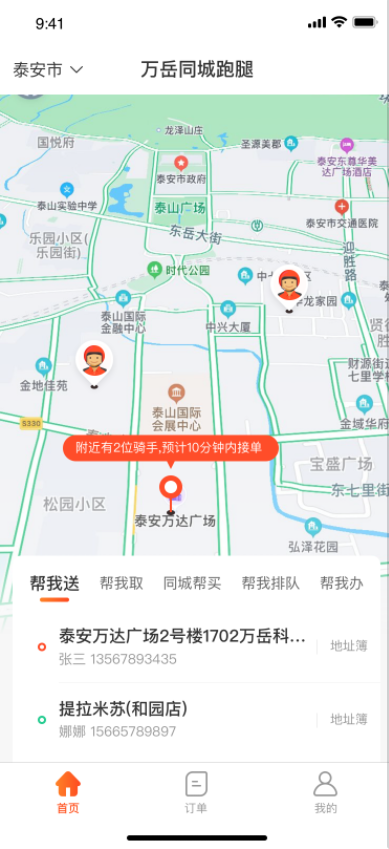 9:41
泰安市
万岳同城跑腿
龙泽山庄
国悦府
圣源美都
泰安东尊华美
达广场酒店
泰安市政府
泰山实验中学
泰山广场
泰安市交通医院
东岳大街
乐园小区(
乐园街)
迎胜路
时代公园
华龙家园
泰山国际
金融中心
中兴大厦
财源街
七里学校
金地佳苑
泰山国际
会展中心
金域华府
S330
附近有2位骑手,预计10分钟内接单
宝盛广场
东七里街
松园小区
泰安万达广场
弘泽花园
帮我送
帮我取
同城帮买
帮我排队
帮我办
泰安万达广场2号楼1702万岳科...
张三 13567893435
地址簿
提拉米苏(和园店)
娜娜 15665789897
地址簿
首页
订单
我的